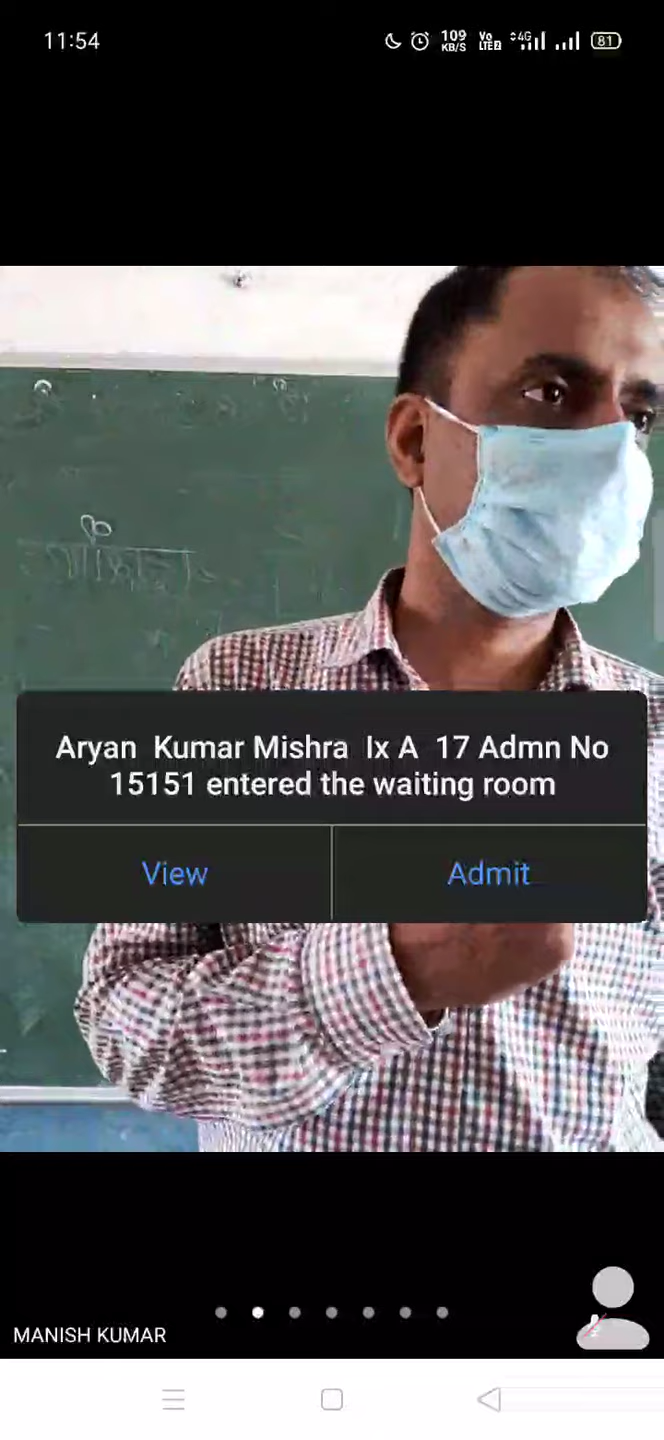 11:54
109
KB/S
Vo
LTE2
4G
81
Aryan Kumar Mishra Ix A 17 Admn No
15151 entered the waiting room
View
Admit
MANISH KUMAR